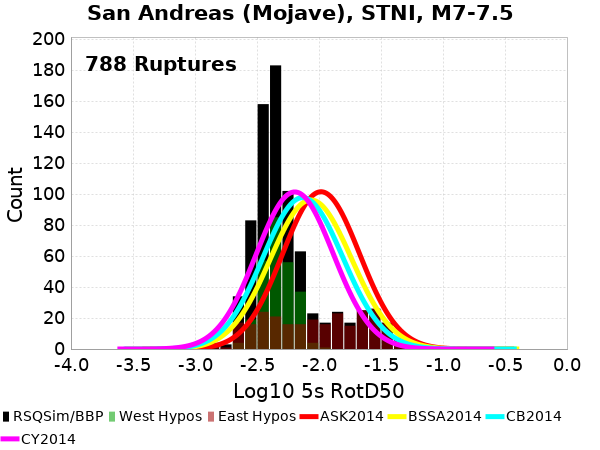 San Andreas (Mojave), STNI, M7-7.5
788 Ruptures
200
180
160
140
120
100
80
60
40
20
0
Count
-4.0 -3.5 -3.0 -2.5 -2.0 -1.5 -1.0 -0.5 0.0
Log10 5s RotD50
RSQSim/BBP West Hypos East Hypos ASK2014 BSSA2014 CB2014
CY2014